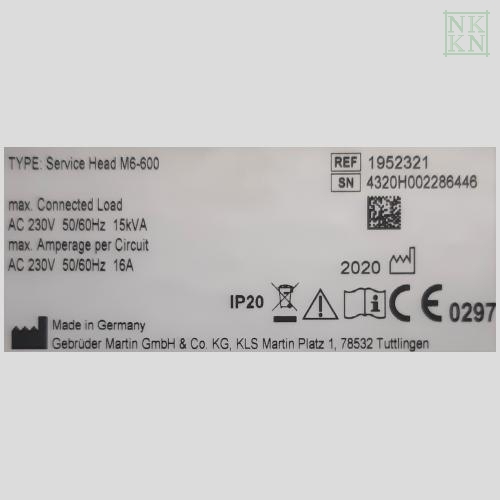 NK
KN
TYPE: Service Head M6-600
REF 1952321
SN 4320H002286446
max. Connected Load
AC 230V 50/60Hz 15kVA
max. Amperage per Circuit
AC 230V 50/60Hz 16A
2020
IP20
CE 0297
Made in Germany
Gebrüder Martin GmbH & Co. KG, KLS Martin Platz 1, 78532 Tuttlingen